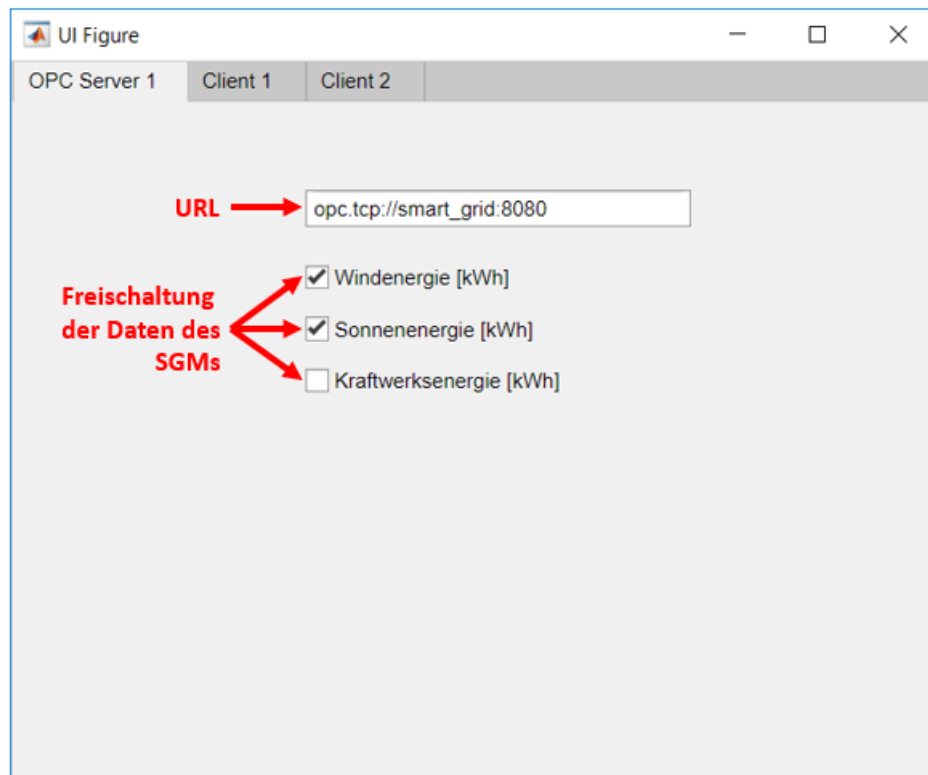 UI Figure
OPC Server 1 Client 1 Client 2
URL opc.tcp://smart_grid:8080
Freischaltung
der Daten des
SGMs
Windenergie [kWh]
Sonnenenergie [kWh]
Kraftwerksenergie [kWh]